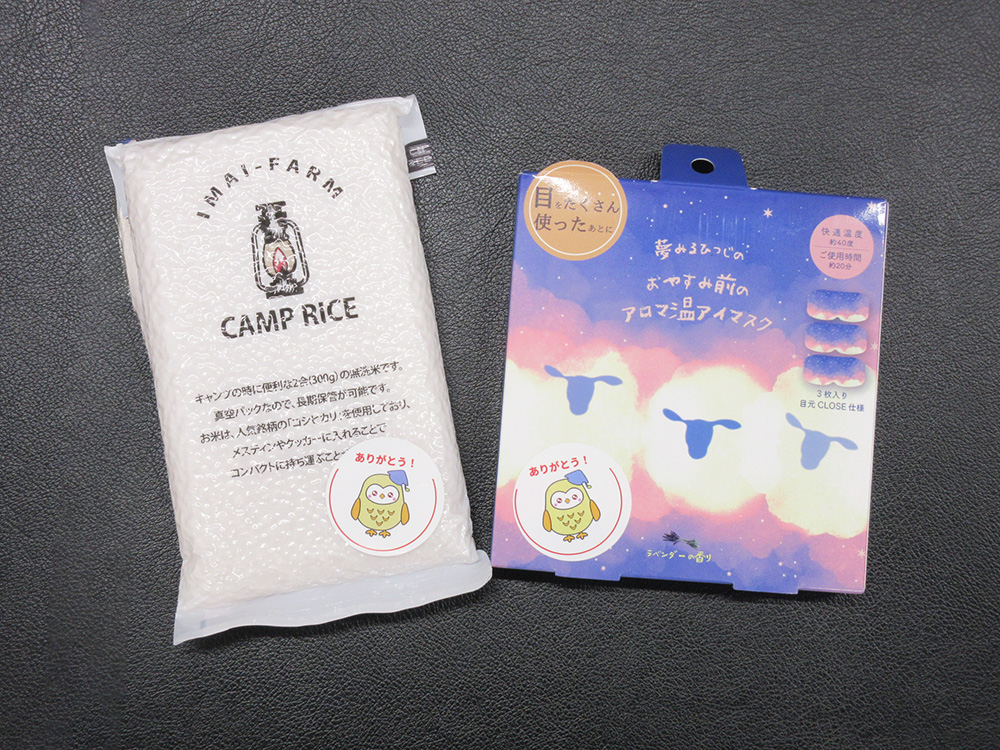 IMAI-FARM
CAMP RiCE
キャンプの時に便利な2合(300g)の無洗米です。
真空パックなので、長期保管が可能です。
お米は、人気銘柄の「コシヒカリ」を使用しており、
メスティンやクッカーに入れることで
コンパクトに持ち運ぶこと
ありがとう!
目をたくさん
使ったあとに
夢みるひつじの
おやすみ前の
アロマ温アイマスク
快適温度
約40度
ご使用時間
約20分
3枚入り
目元CLOSE仕様
ありがとう!
ラベンダーの香り